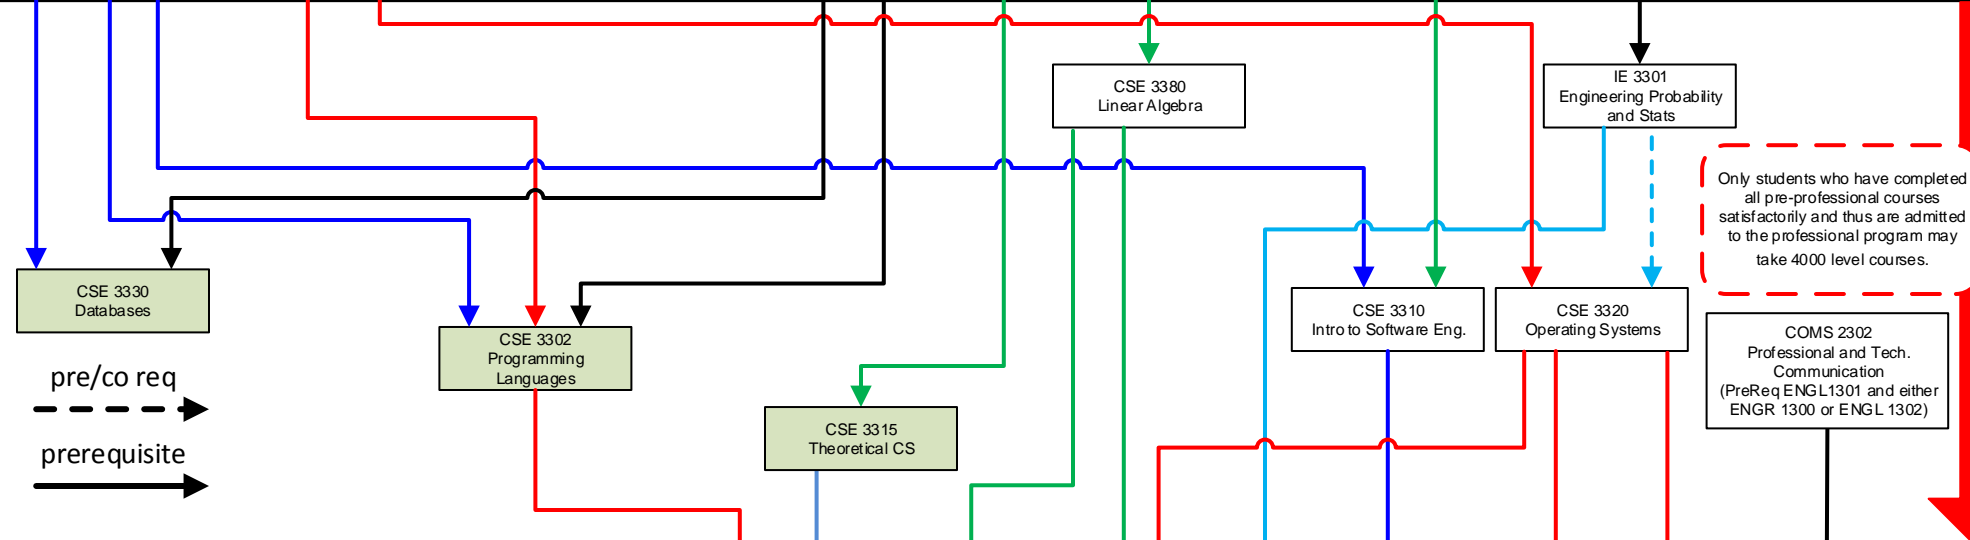 CSE 3380
Linear Algebra
IE 3301
Engineering Probability
and Stats
Only students who have completed
all pre-professional courses
satisfactorily and thus are admitted
to the professional program may
take 4000 level courses.
CSE 3330
Databases
CSE 3310
Intro to Software Eng.
CSE 3320
Operating Systems
COMS 2302
Professional and Tech.
Communication
(PreReq ENGL1301 and either
ENGR 1300 or ENGL 1302)
CSE 3302
Programming
Languages
pre/co req
CSE 3315
Theoretical CS
prerequisite